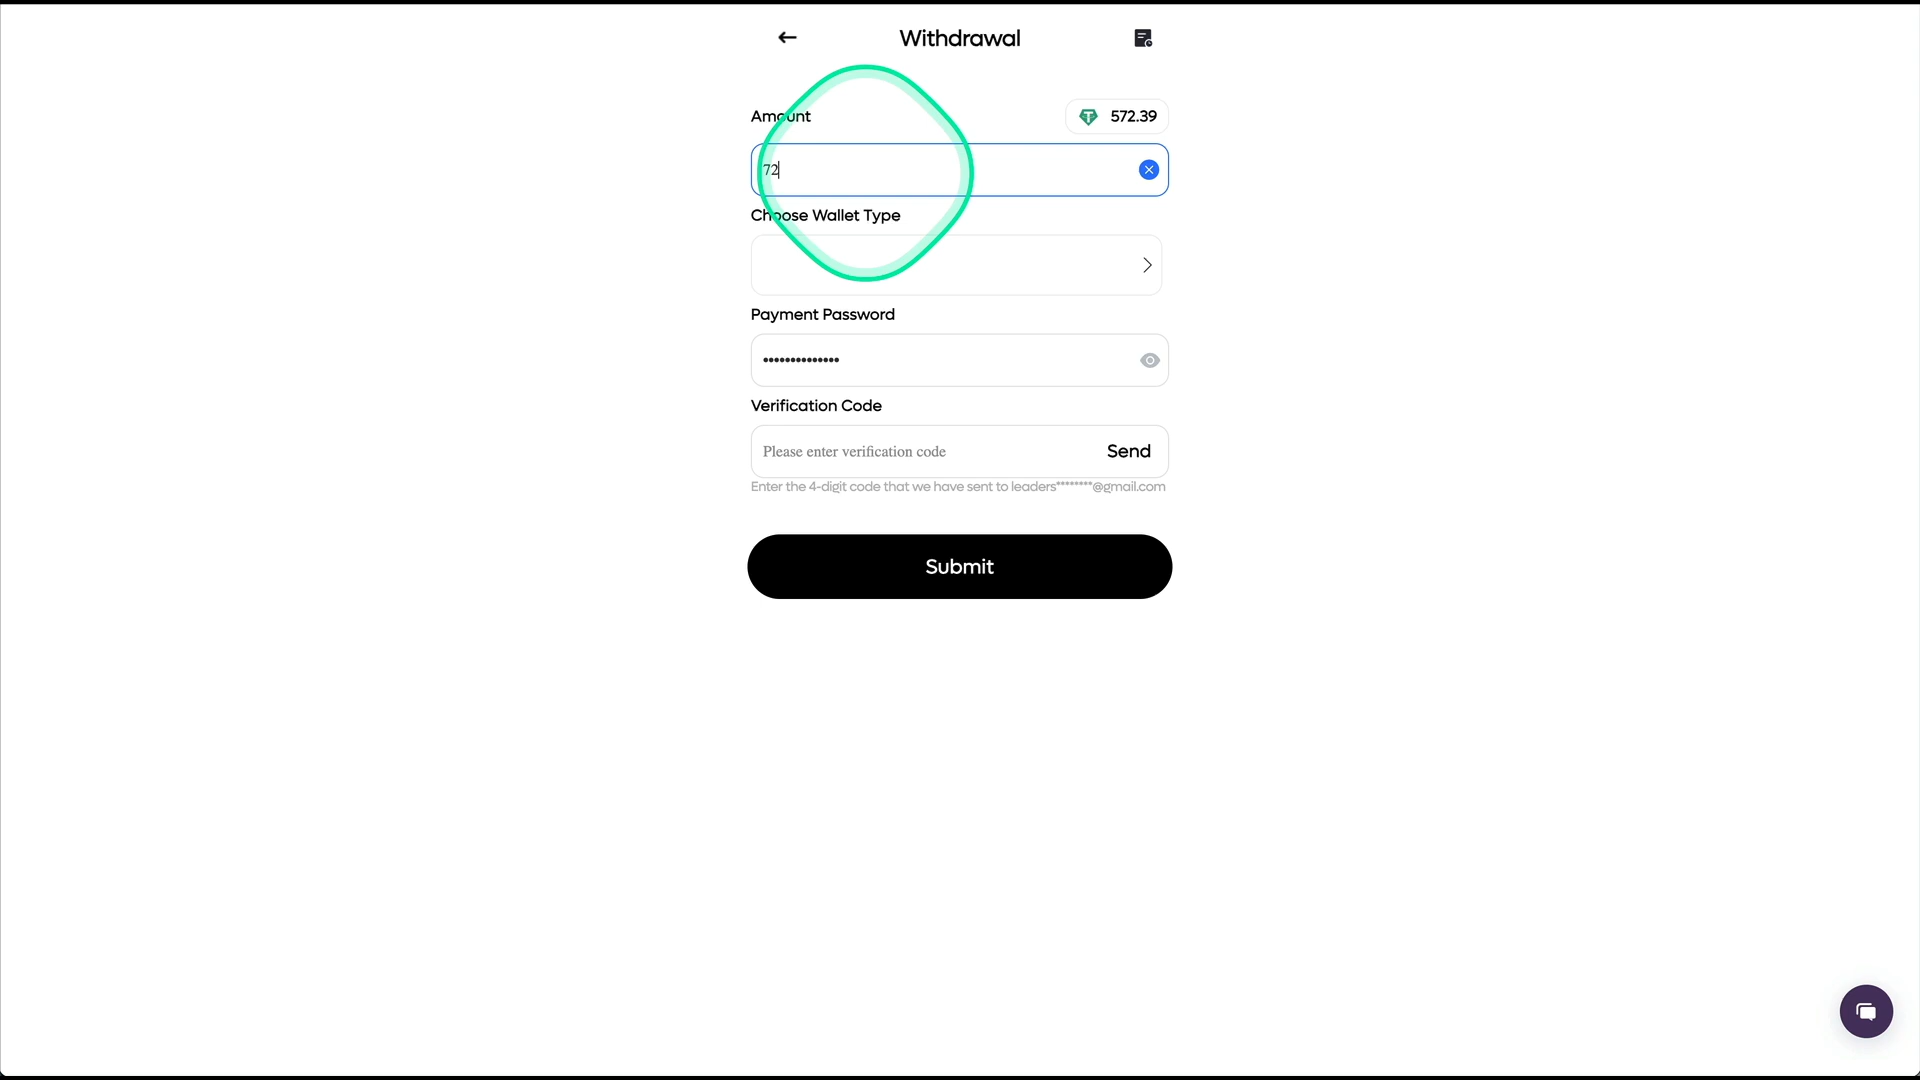 Withdrawal
Amount
572.39
72
Choose Wallet Type
Payment Password
••••••••••••••
Verification Code
Please enter verification code
Send
Enter the 4-digit code that we have sent to leaders********@gmail.com
Submit